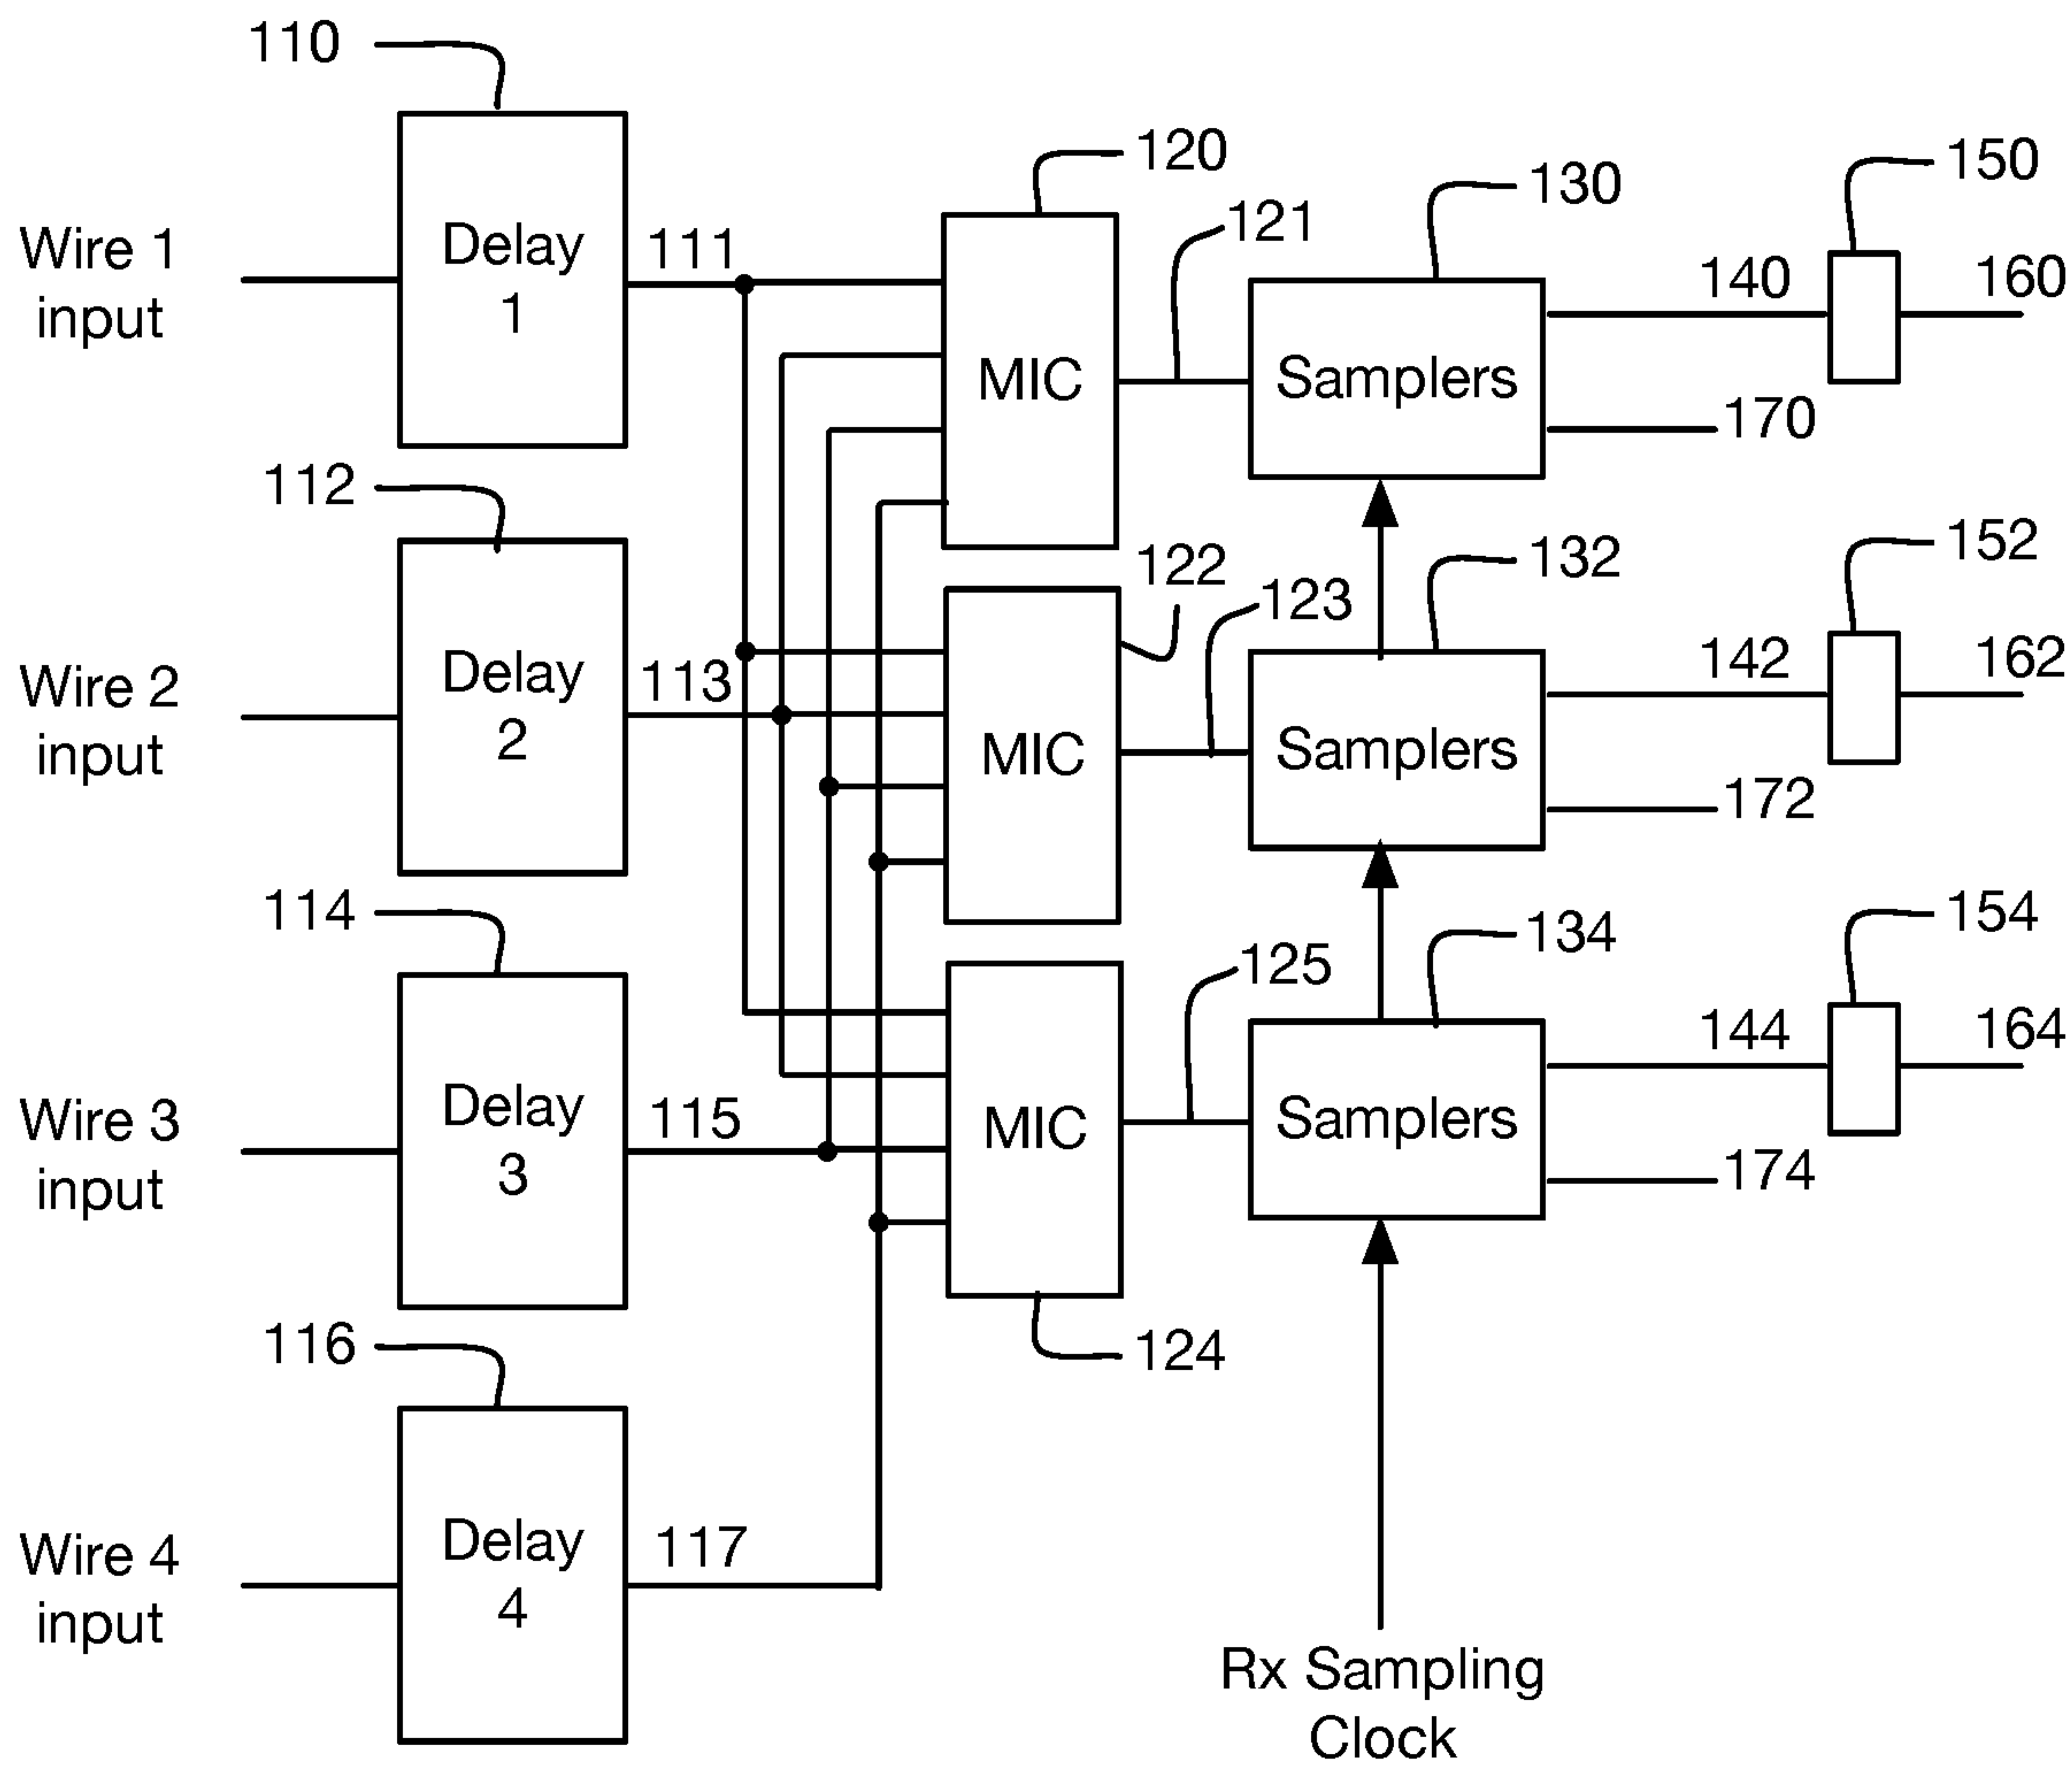 110
Wire 1
input
Delay
1
111
120
MIC
121
130
Samplers
140
150
160
170
112
Wire 2
input
Delay
2
113
122
MIC
123
132
Samplers
142
152
162
172
114
Wire 3
input
Delay
3
115
124
MIC
125
134
Samplers
144
154
164
174
116
Wire 4
input
Delay
4
117
Rx Sampling
Clock